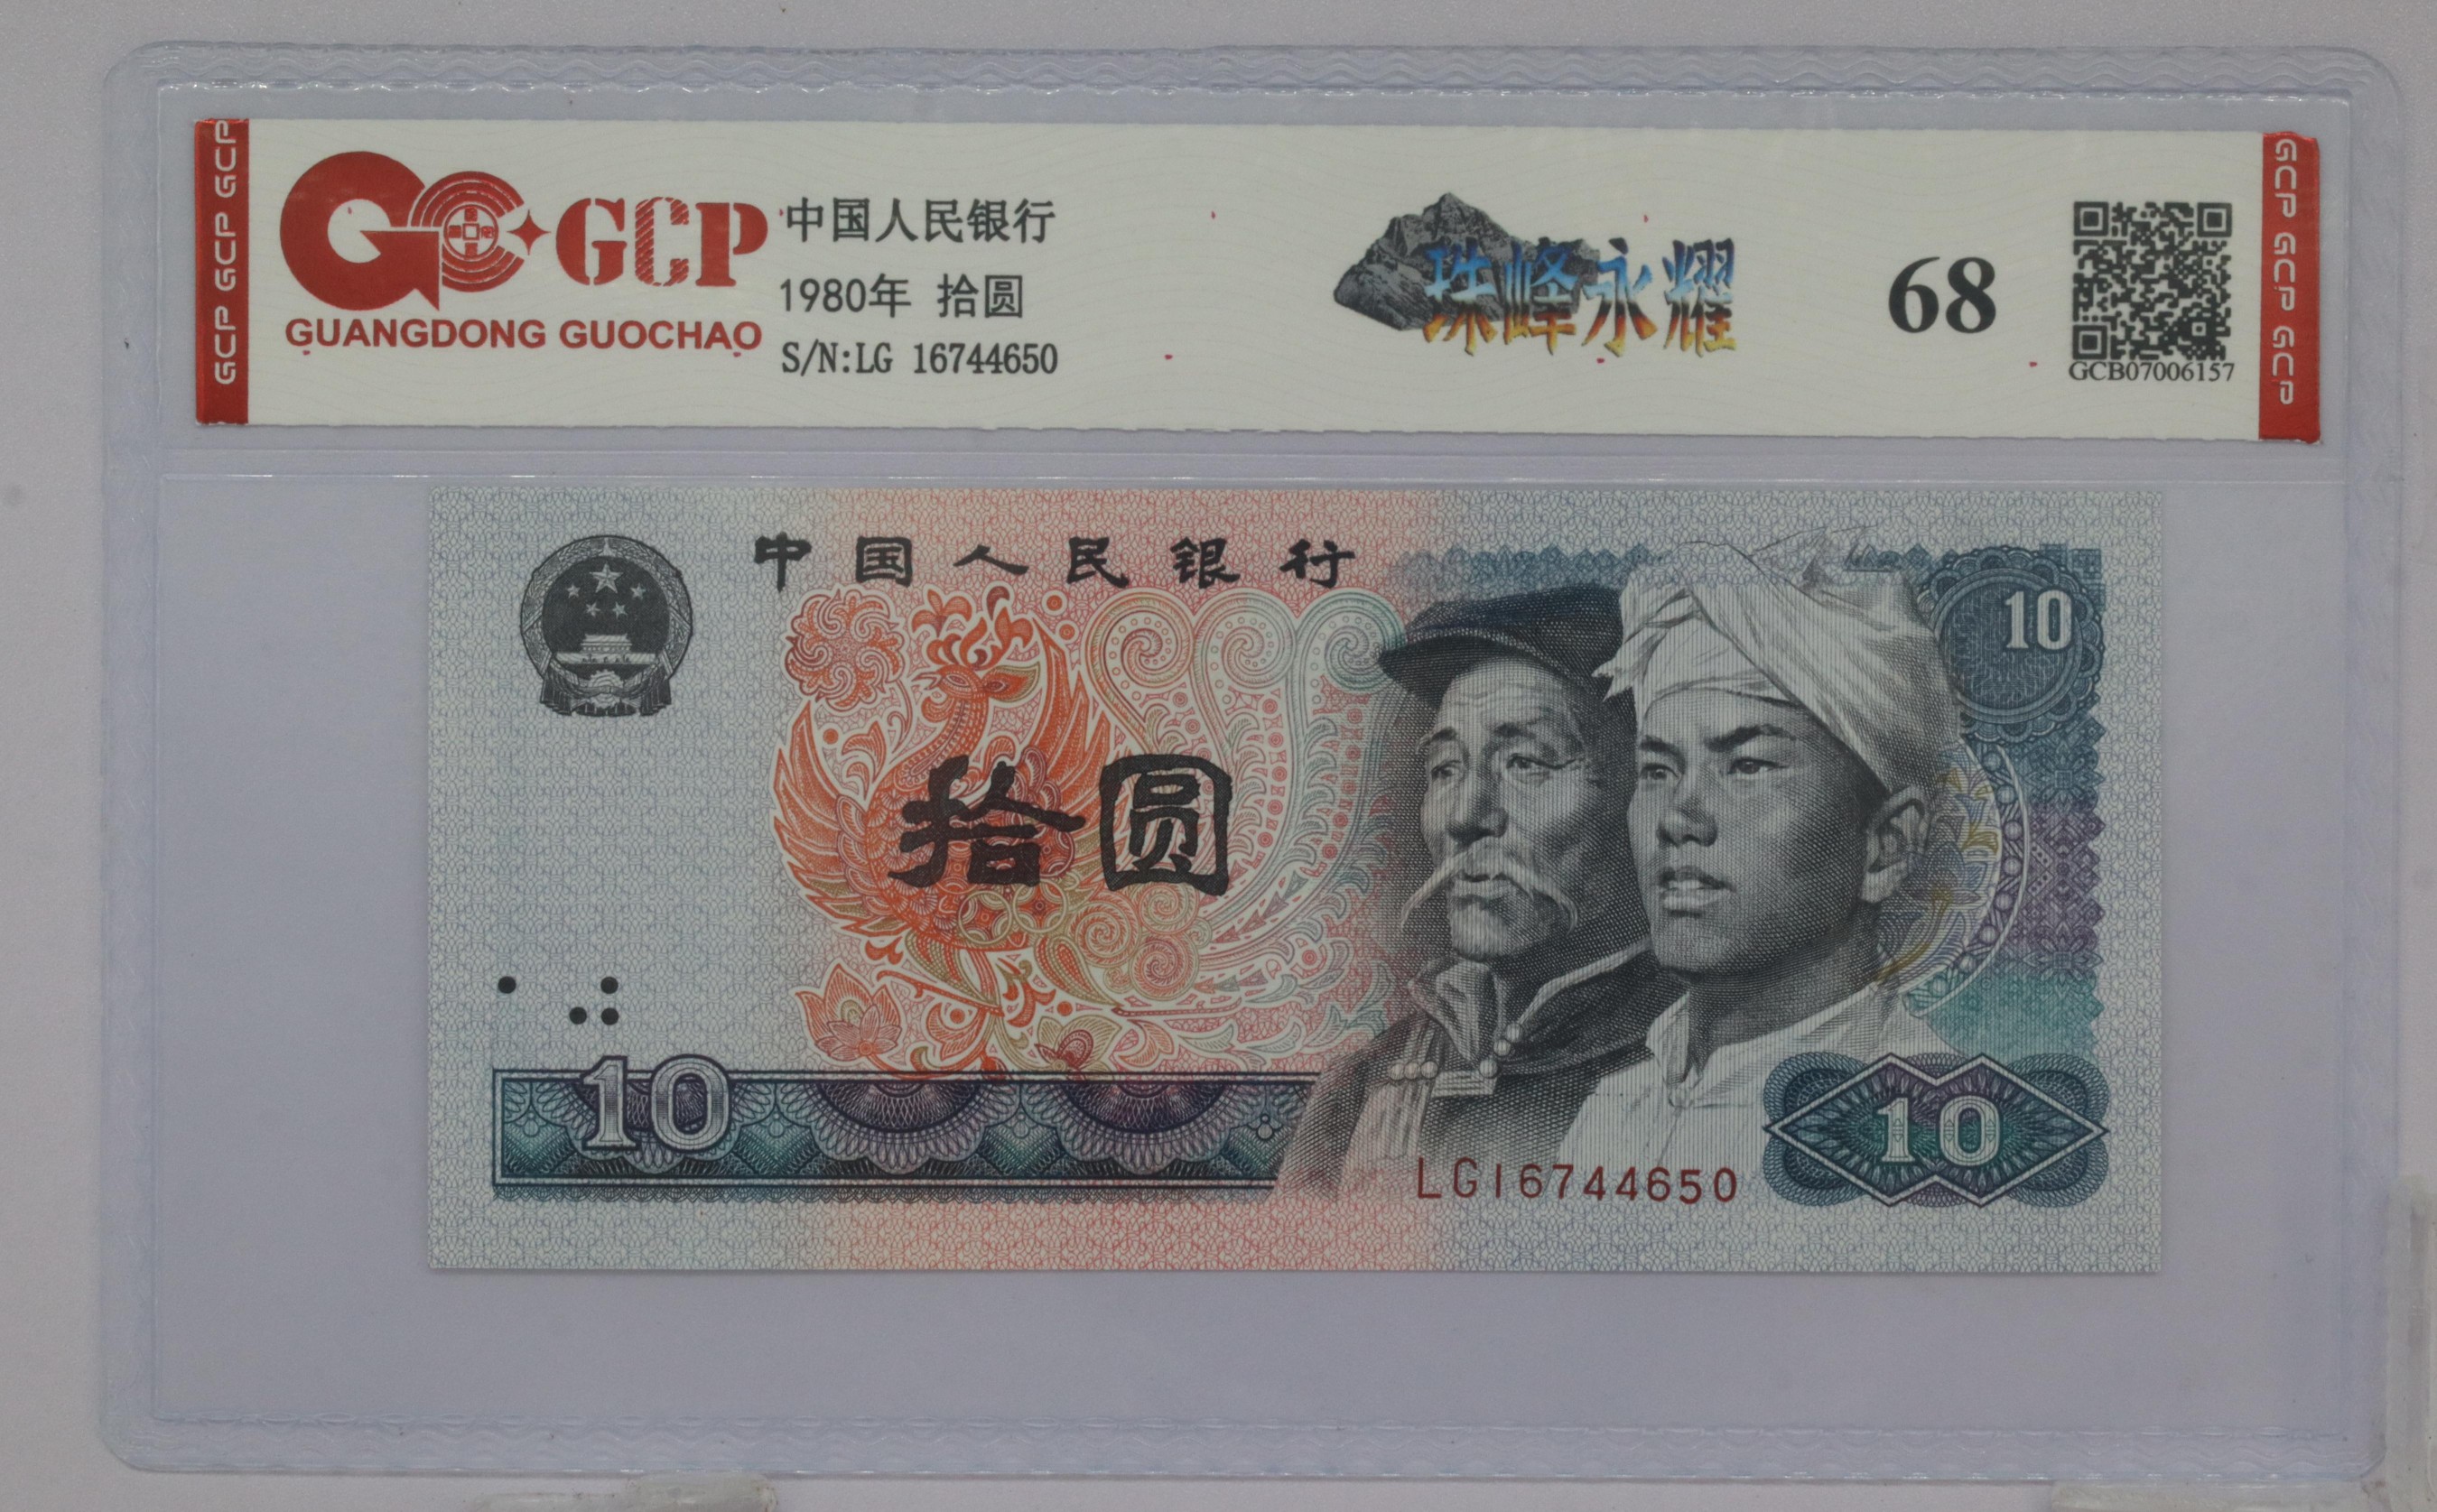 GCP GCP GCP
GCP
GUANGDONG GUOCHAO
中国人民银行
1980年 拾圆
S/N:LG 16744650
珠峰永耀
68
GCB07006157
GCP GCP GCP
中国人民银行
10
拾圆
10
LG16744650
10